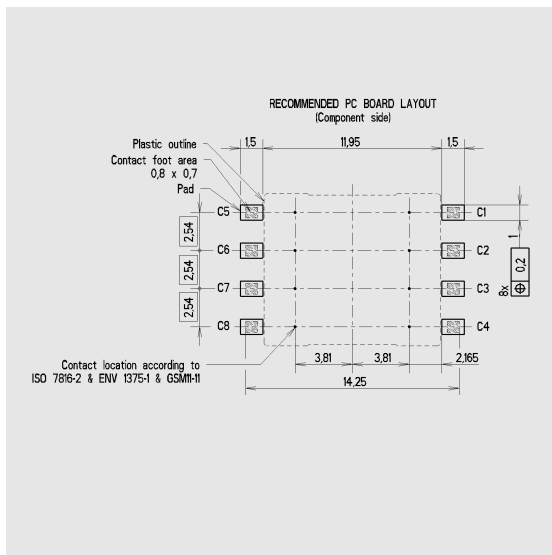 RECOMMENDED PC BOARD LAYOUT
(Component side)
1,5
11,95
1,5
Plastic outline
Contact foot area
0,8 x 0,7
Pad
C5
C1
2,54
C6
C2
1
2,54
C7
C3
8x
0,2
2,54
C8
C4
Contact location according to
ISO 7816-2 & ENV 1375-1 & GSM11-11
3,81
3,81
2,165
14,25